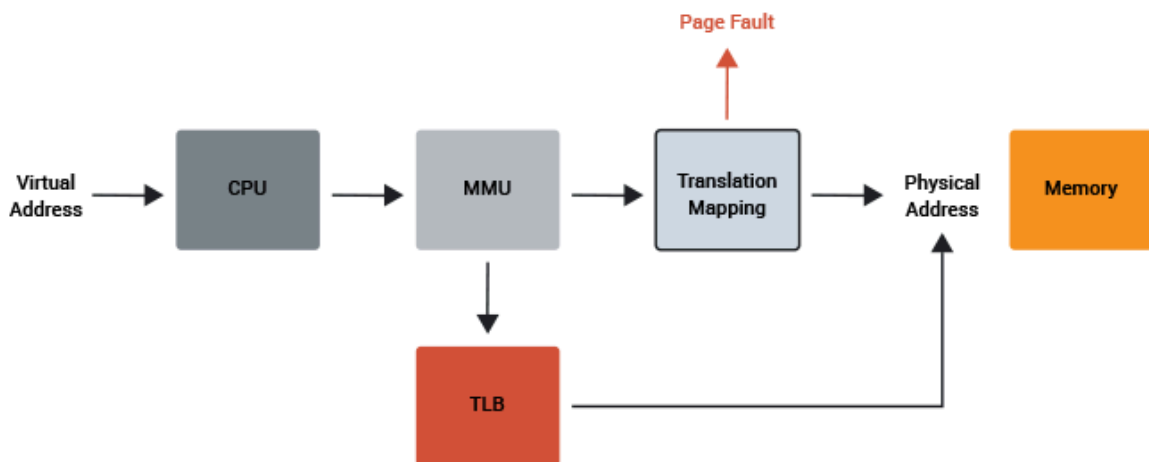 Page Fault
Virtual
Address
CPU
MMU
Translation
Mapping
Physical
Address
Memory
TLB